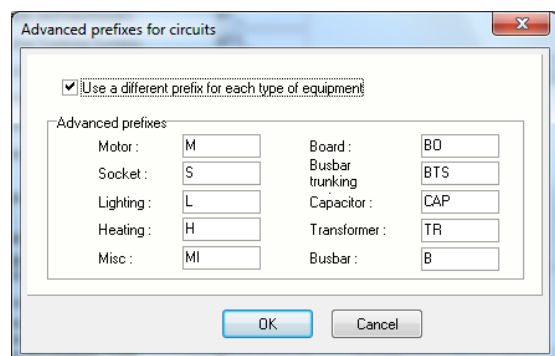 Advanced prefixes for circuits
Use a different prefix for each type of equipment
Advanced prefixes
Motor : M
Board : BO
Socket : S
Busbar trunking BTS
Lighting : L
Capacitor : CAP
Heating : H
Transformer : TR
Misc : MI
Busbar : B
OK
Cancel